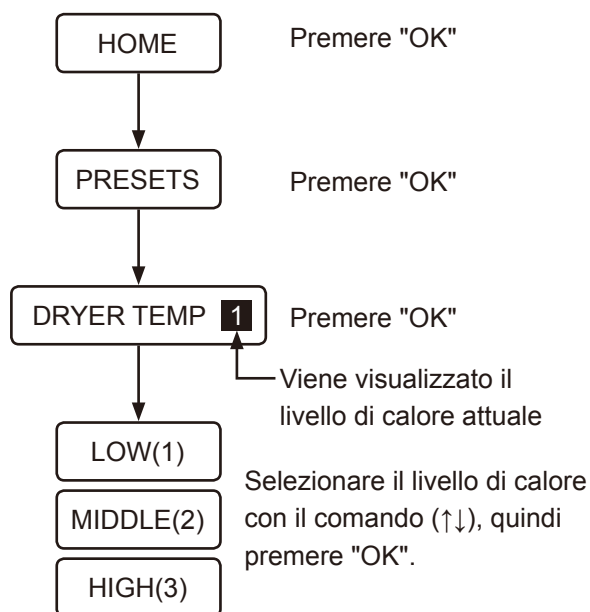 HOME
Premere "OK"
PRESETS
Premere "OK"
DRYER TEMP 1
Premere "OK"
Viene visualizzato il
livello di calore attuale
LOW(1)
MIDDLE(2)
HIGH(3)
Selezionare il livello di calore
con il comando (↑↓), quindi
premere "OK".